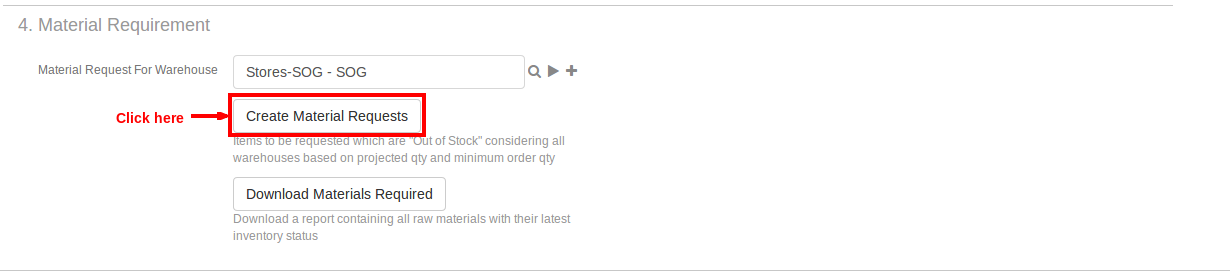 4. Material Requirement
Material Request For Warehouse
Stores-SOG - SOG
Click here
Create Material Requests
Items to be requested which are "Out of Stock" considering all
warehouses based on projected qty and minimum order qty
Download Materials Required
Download a report containing all raw materials with their latest
inventory status